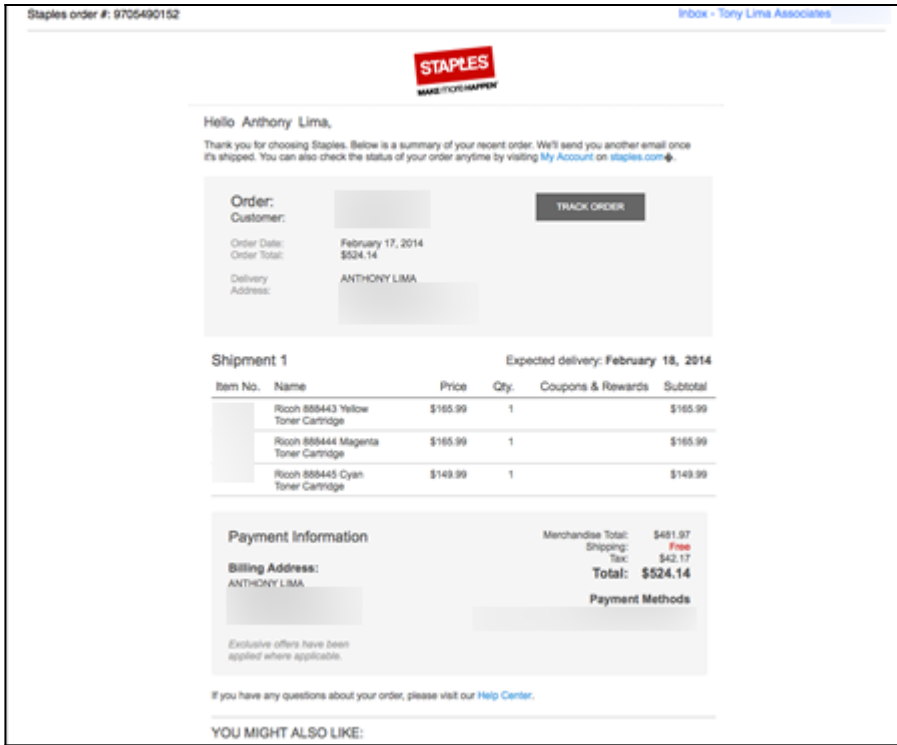 Staples order #: 9705490152 Inbox - Tony Lima Associates
STAPLES
MAKE more HAPPEN
Hello Anthony Lima,
Thank you for choosing Staples. Below is a summary of your recent order. We'll send you another email once
it's shipped. You can also check the status of your order anytime by visiting My Account on staples.com.
Order:
TRACK ORDER
Customer:
Order Date: February 17, 2014
Order Total: $524.14
Delivery ANTHONY LIMA
Address:
Shipment 1 Expected delivery: February 18, 2014
Item No. Name Price Qty. Coupons & Rewards Subtotal
Ricoh 888443 Yellow $165.99 1 $165.99
Toner Cartridge
Ricoh 888444 Magenta $165.99 1 $165.99
Toner Cartridge
Ricoh 888445 Cyan $149.99 1 $149.99
Toner Cartridge
Payment Information
Merchandise Total: $481.97
Shipping: Free
Tax: $42.17
Total: $524.14
Billing Address:
ANTHONY LIMA
Payment Methods
Exclusive offers have been
applied where applicable.
If you have any questions about your order, please visit our Help Center.
YOU MIGHT ALSO LIKE: